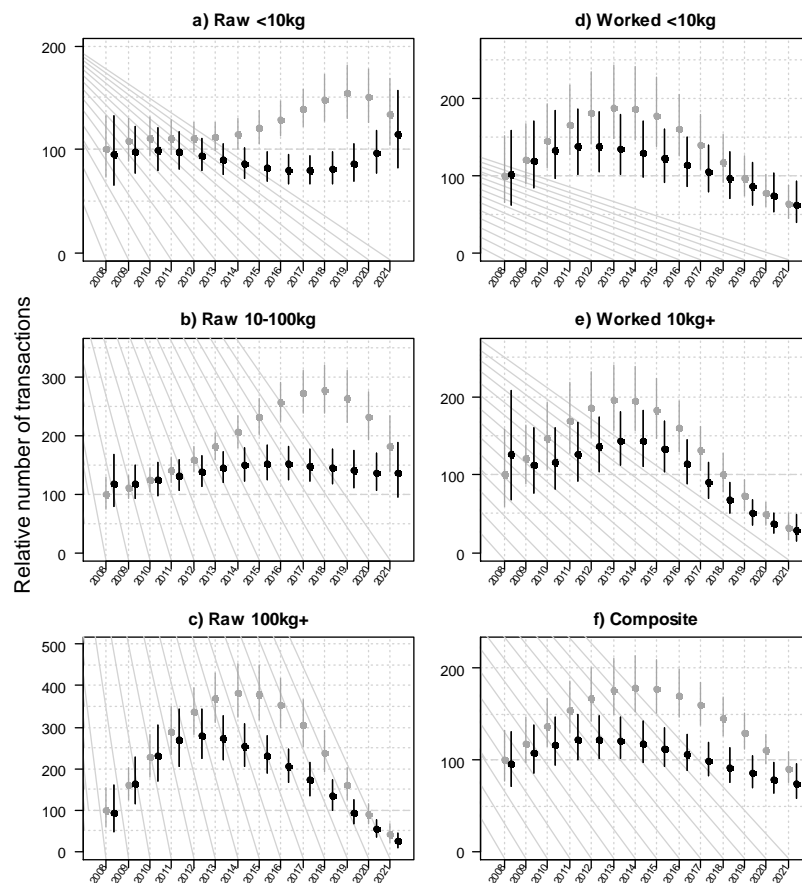 Relative number of transactions
a) Raw <10kg
200
100
0
2008 2009 2010 2011 2012 2013 2014 2015 2016 2017 2018 2019 2020 2021
b) Raw 10-100kg
300
200
100
0
2008 2009 2010 2011 2012 2013 2014 2015 2016 2017 2018 2019 2020 2021
c) Raw 100kg+
500
400
300
200
100
0
2008 2009 2010 2011 2012 2013 2014 2015 2016 2017 2018 2019 2020 2021
d) Worked <10kg
200
100
0
2008 2009 2010 2011 2012 2013 2014 2015 2016 2017 2018 2019 2020 2021
e) Worked 10kg+
200
100
0
2008 2009 2010 2011 2012 2013 2014 2015 2016 2017 2018 2019 2020 2021
f) Composite
200
100
0
2008 2009 2010 2011 2012 2013 2014 2015 2016 2017 2018 2019 2020 2021